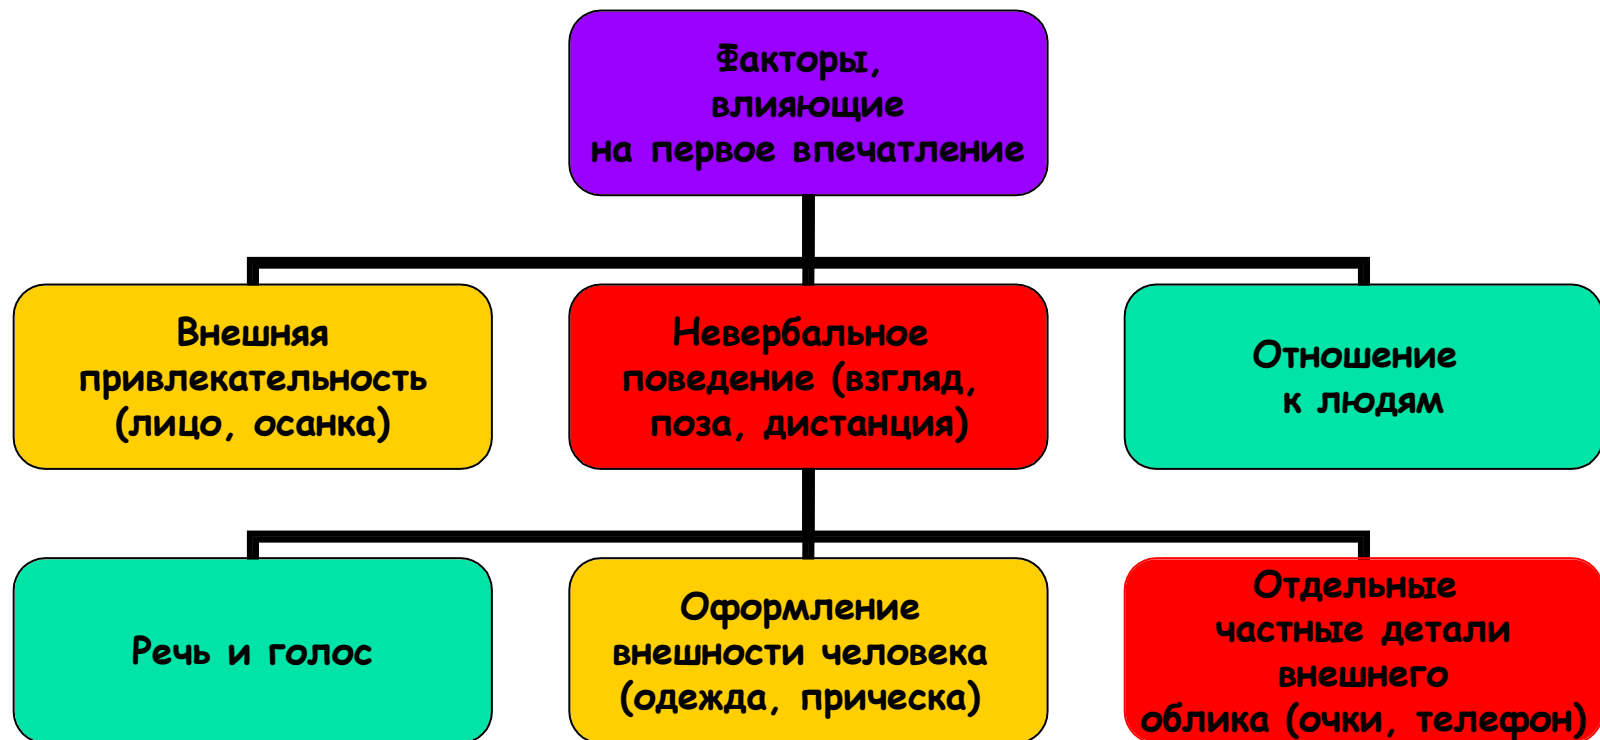 Факторы,
влияющие
на первое впечатление
Внешняя
привлекательность
(лицо, осанка)
Невербальное
поведение (взгляд,
поза, дистанция)
Отношение
к людям
Речь и голос
Оформление
внешности человека
(одежда, прическа)
Отдельные
частные детали
внешнего
облика (очки, телефон)